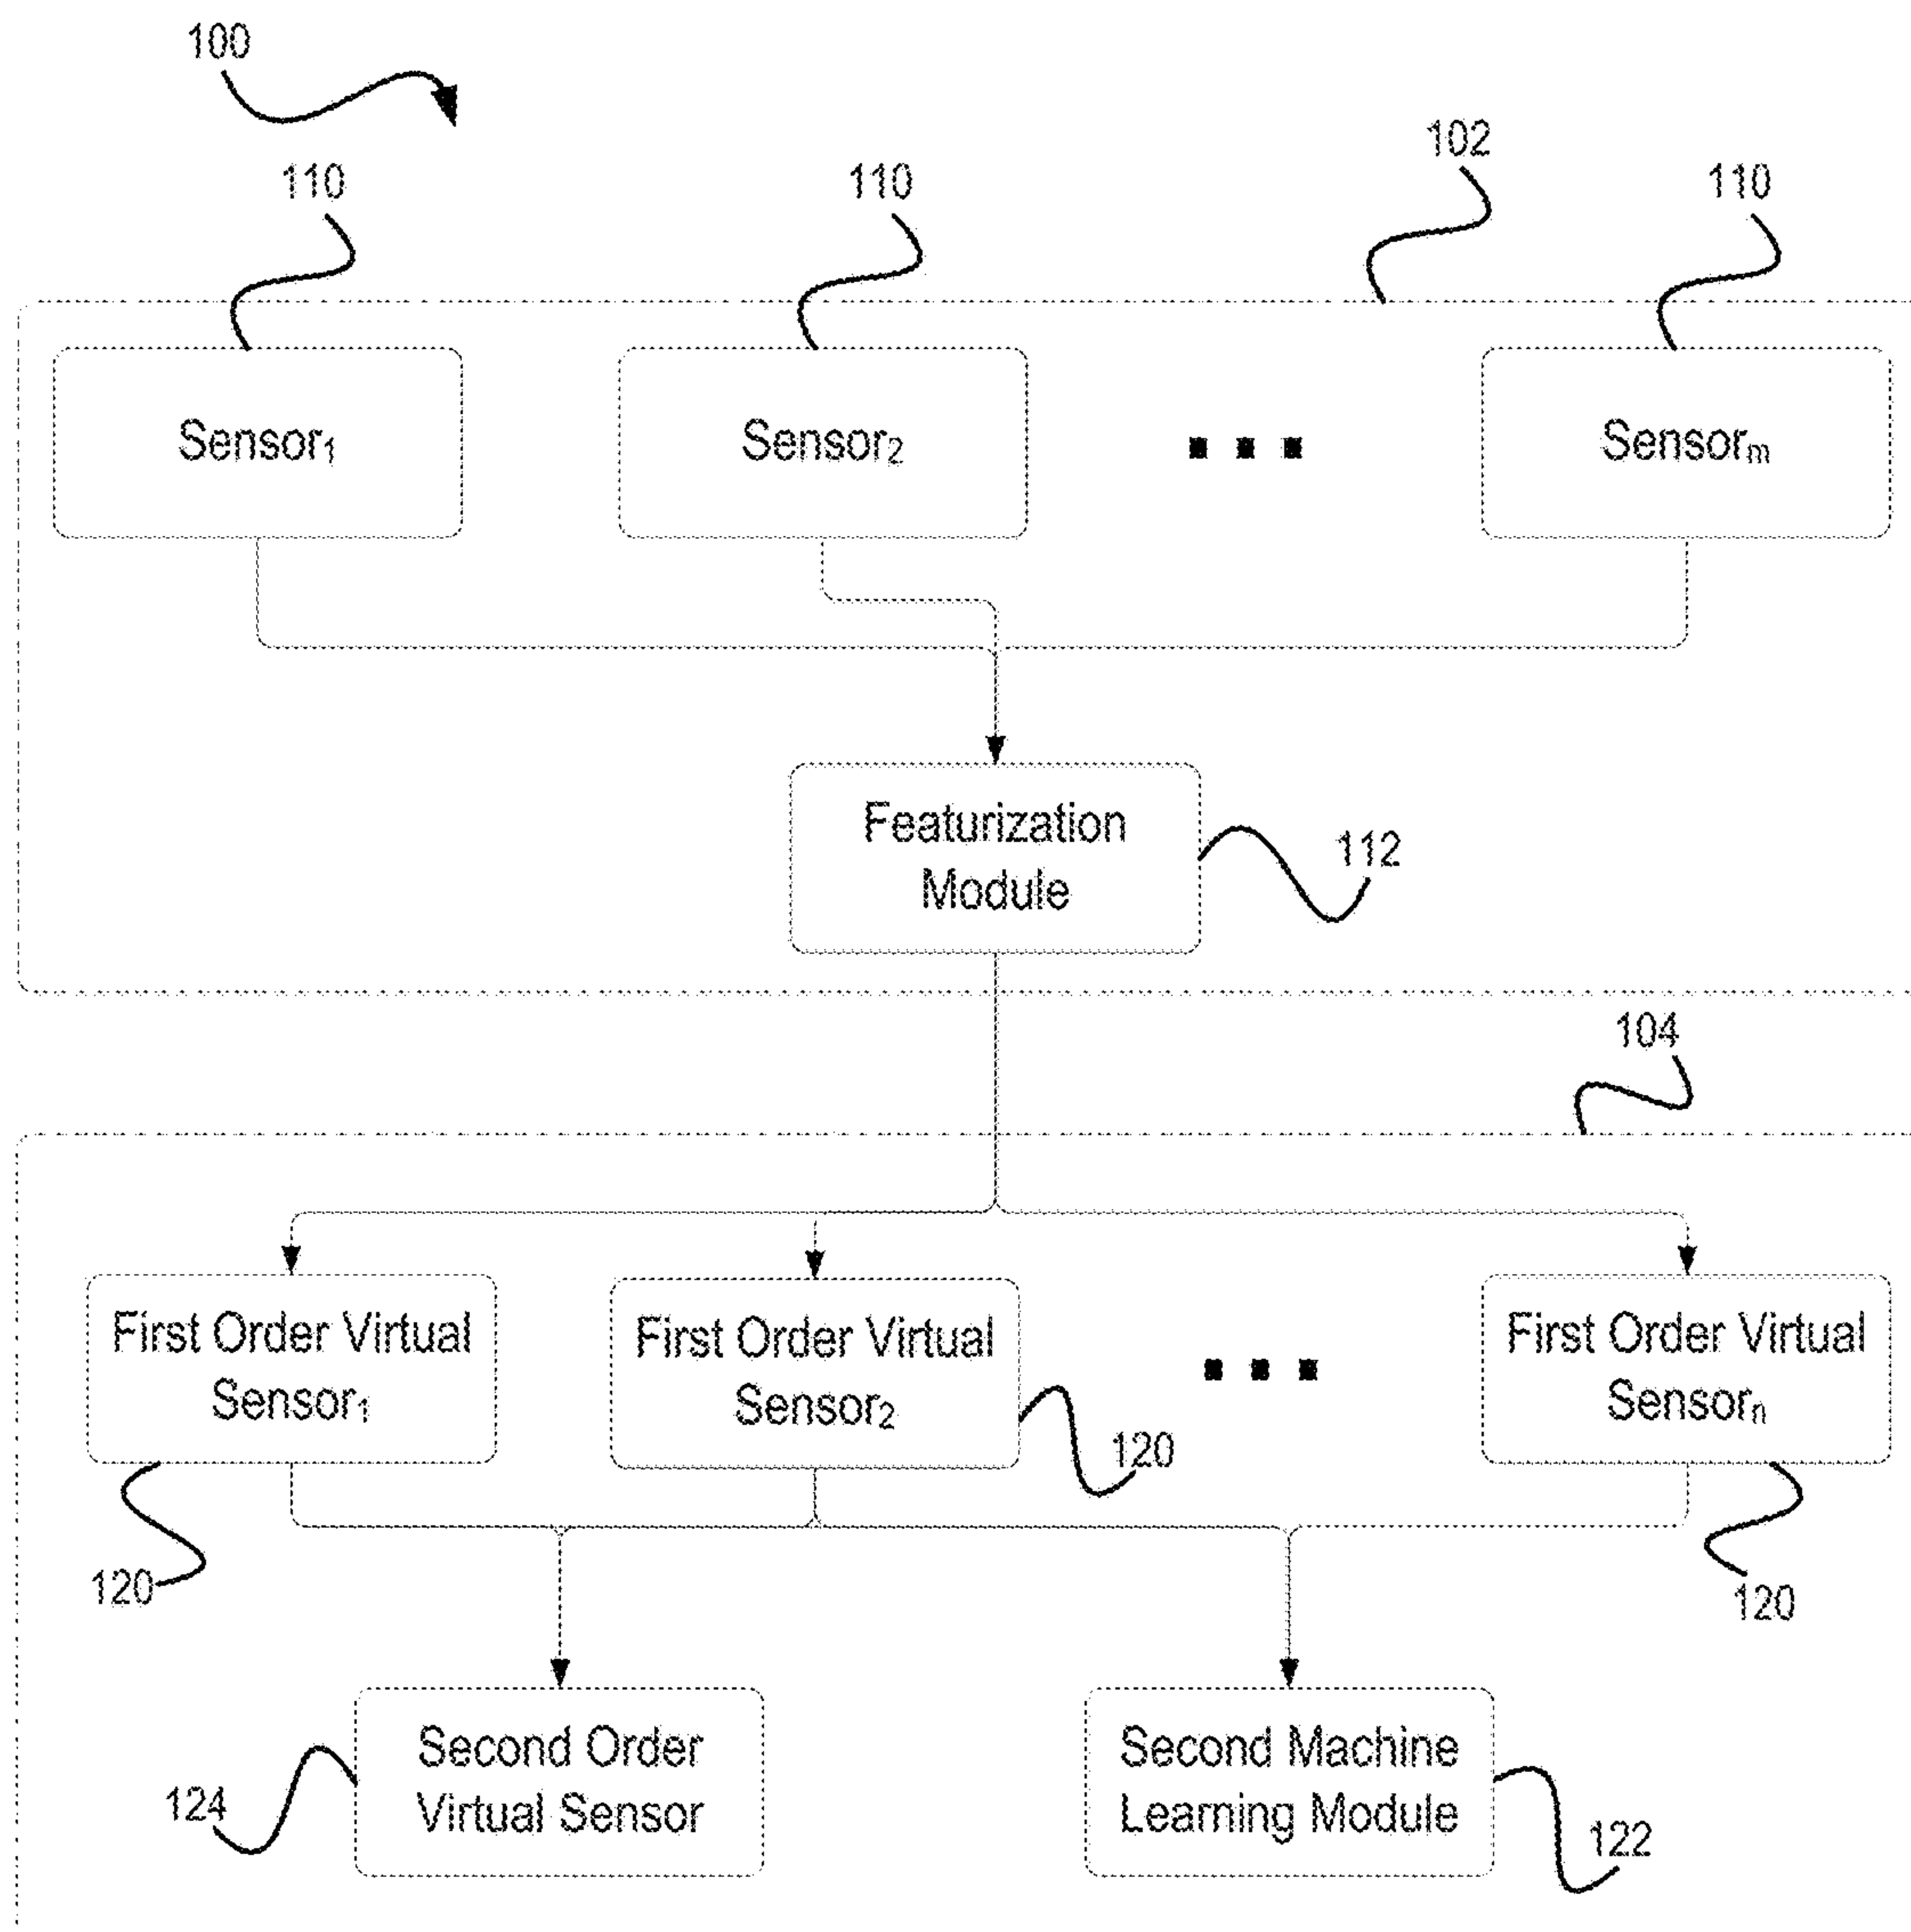 100
102
110
110
110
Sensor₁
Sensor₂
Sensorₘ
Featurization
Module
112
104
First Order Virtual
Sensor₁
First Order Virtual
Sensor₂
First Order Virtual
Sensorₙ
120
120
120
Second Order
Virtual Sensor
Second Machine
Learning Module
124
122